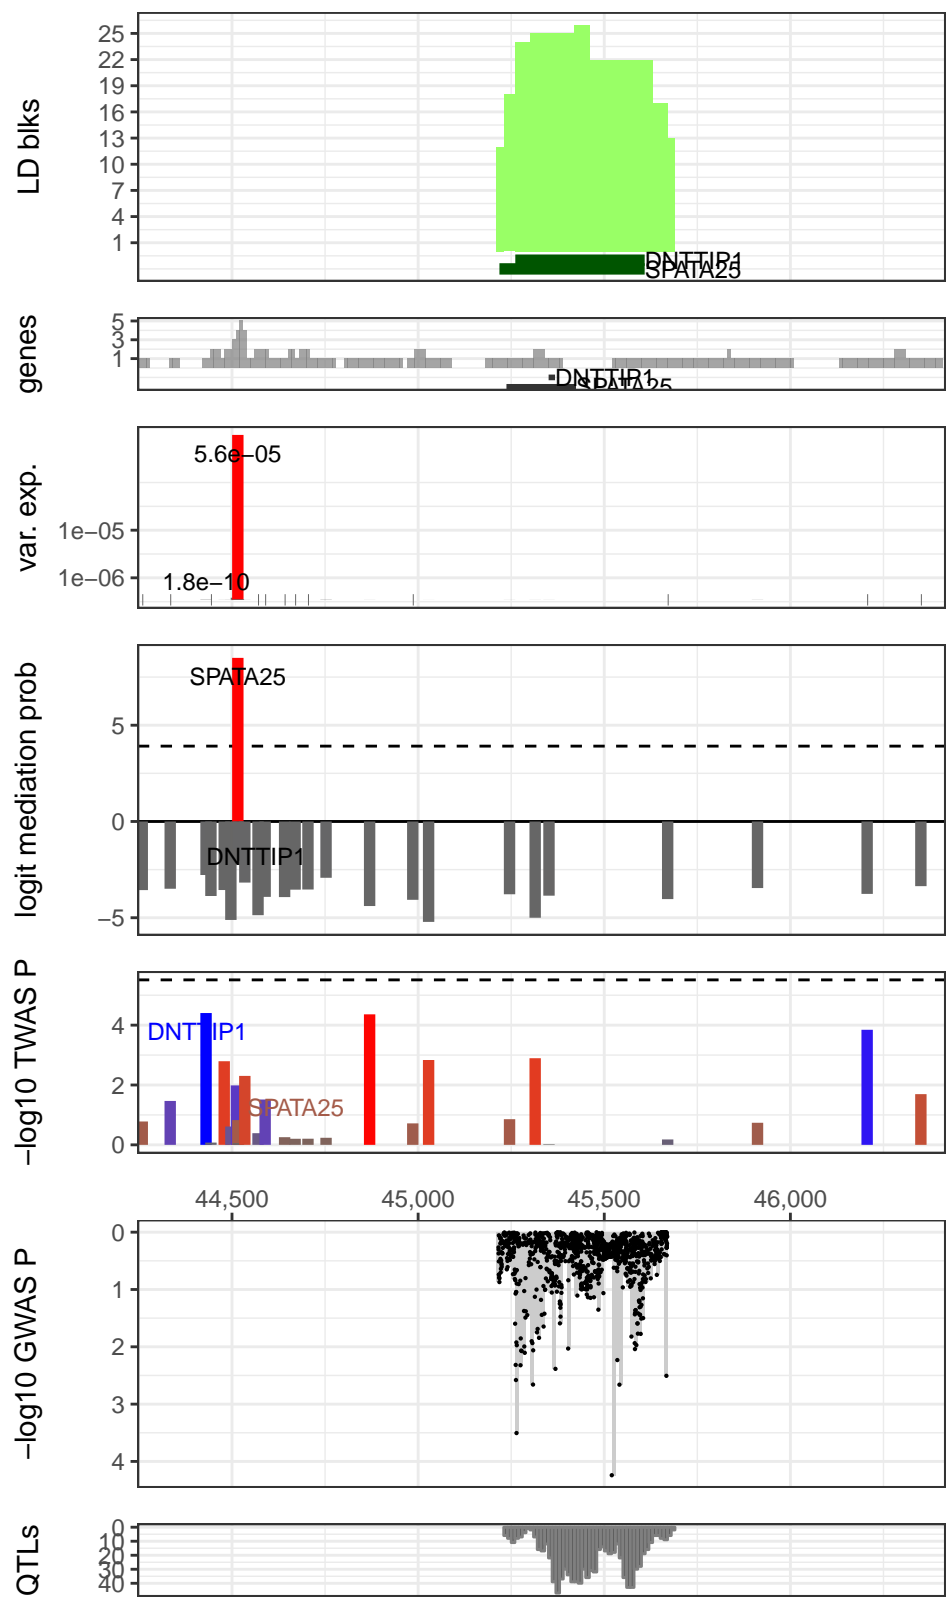 LD blks
25
22
19
16
13
10
7
4
1
DNTTIP1
SPATA25
genes
5
3
1
DNTTIP1
SPATA25
var. exp.
5.6e−05
1e−05
1e−06
1.8e−10
logit mediation prob
SPATA25
5
0
DNTTIP1
−5
−log10 TWAS P
4
DNTTIP1
2
SPATA25
0
44,500 45,000 45,500 46,000
−log10 GWAS P
0
1
2
3
4
QTLs
0
10
20
30
40